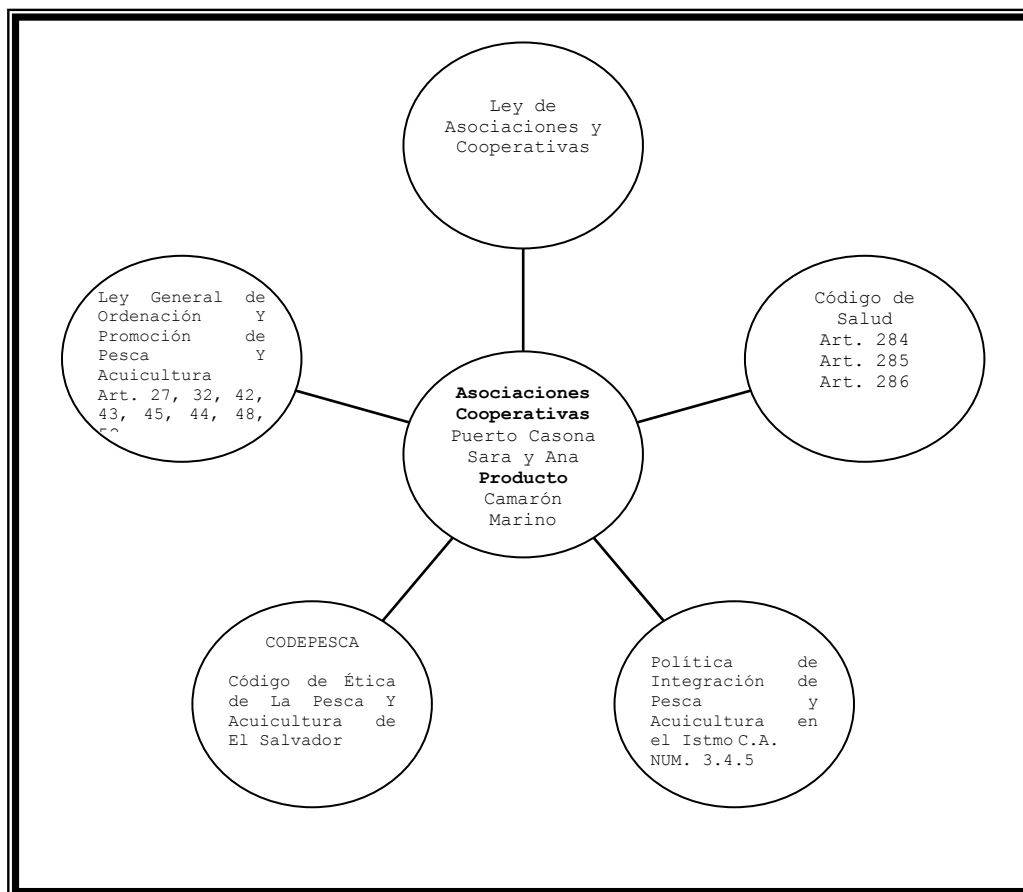 Ley de
Asociaciones y
Cooperativas
Ley General de
Ordenación Y
Promoción de
Pesca Y
Acuicultura
Art. 27, 32, 42,
43, 45, 44, 48,
Código de
Salud
Art. 284
Art. 285
Art. 286
Asociaciones
Cooperativas
Puerto Casona
Sara y Ana
Producto
Camarón
Marino
CODEPESCA
Código de Ética
de La Pesca Y
Acuicultura de
El Salvador
Política de
Integración de
Pesca y
Acuicultura en
el Istmo C.A.
NUM. 3.4.5